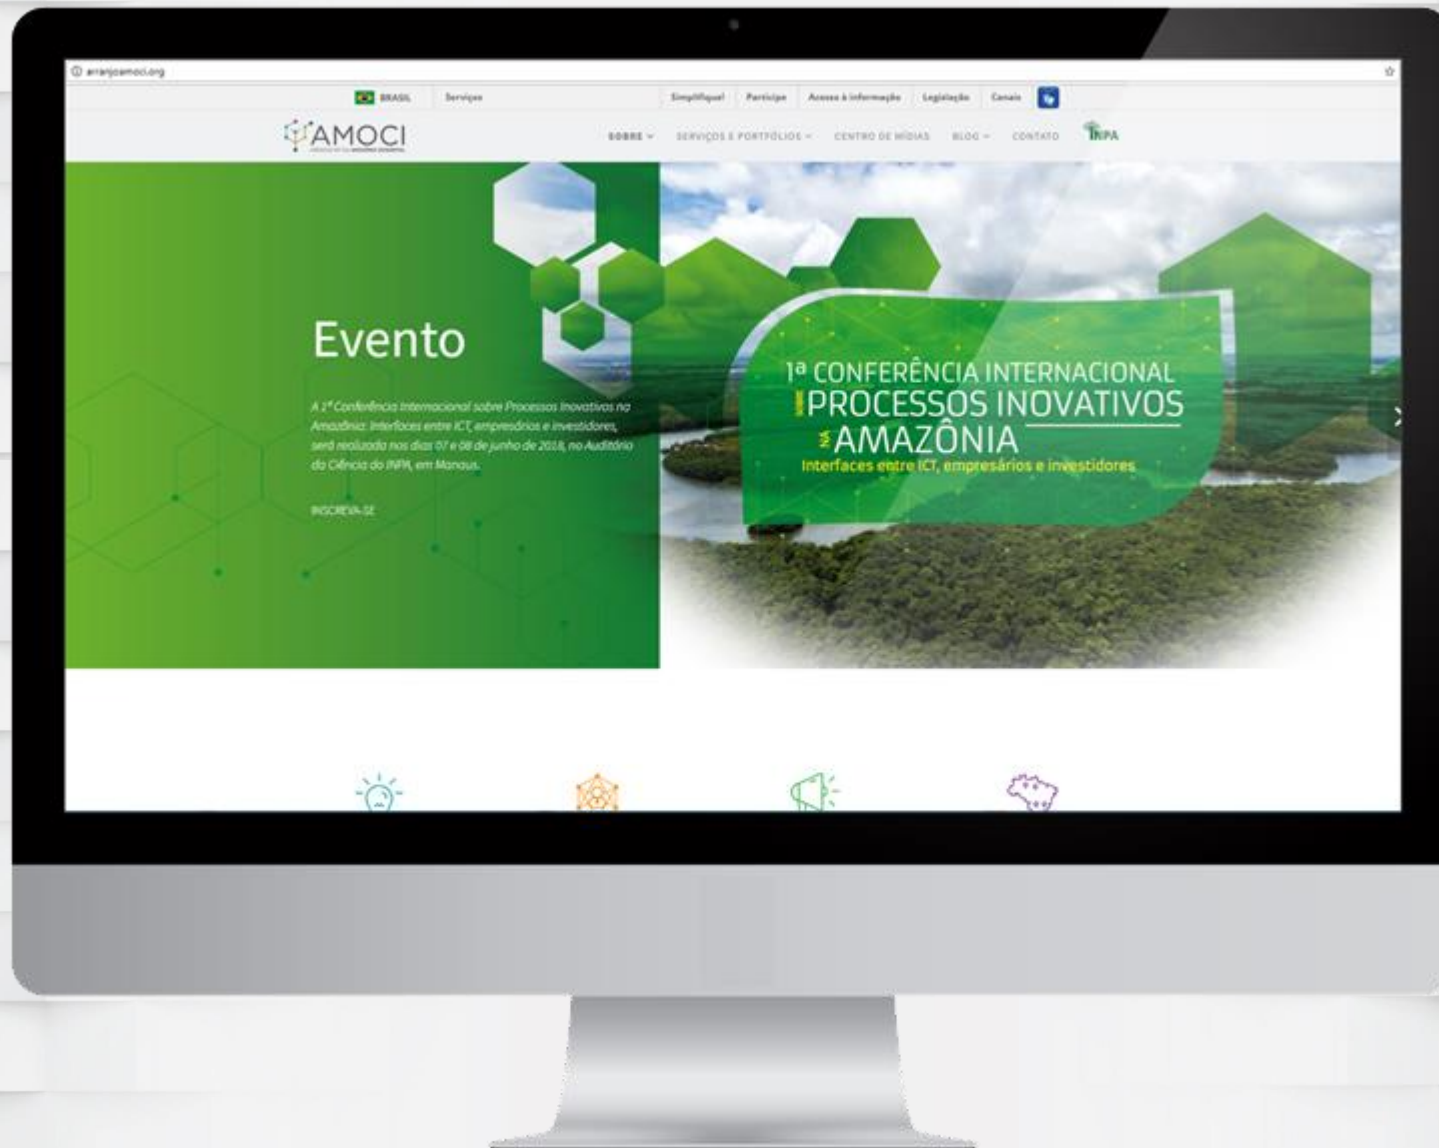 arranjoamoci.org
BRASIL Serviços Simplifique! Participe Acesso à informação Legislação Canais
AMOCI SOBRE SERVIÇOS E PORTFÓLIOS CENTRO DE MÍDIAS BLOG CONTATO INPA
Evento
A 1ª Conferência Internacional sobre Processos Inovativos na
Amazônia: Interfaces entre ICT, empresários e investidores,
será realizada nos dias 07 e 08 de junho de 2018, no Auditório
da Ciência do INPA, em Manaus.
INSCREVA-SE
1ª CONFERÊNCIA INTERNACIONAL
SOBRE PROCESSOS INOVATIVOS
NA AMAZÔNIA
Interfaces entre ICT, empresários e investidores